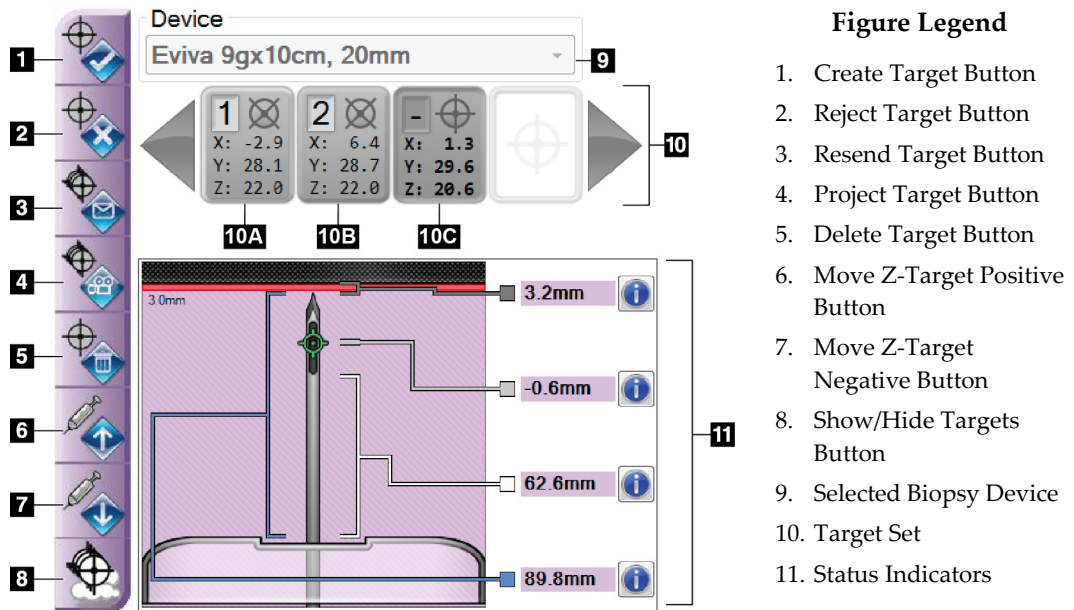 Device
1
Eviva 9gx10cm, 20mm
9
1
2
-
X: -2.9
X: 6.4
X: 1.3
Y: 28.1
Y: 28.7
Y: 29.6
Z: 22.0
Z: 22.0
Z: 20.6
10
10A
10B
10C
2
3
4
5
6
7
8
3.0mm
3.2mm
-0.6mm
62.6mm
89.8mm
11
Figure Legend
1. Create Target Button
2. Reject Target Button
3. Resend Target Button
4. Project Target Button
5. Delete Target Button
6. Move Z-Target Positive
Button
7. Move Z-Target
Negative Button
8. Show/Hide Targets
Button
9. Selected Biopsy Device
10. Target Set
11. Status Indicators